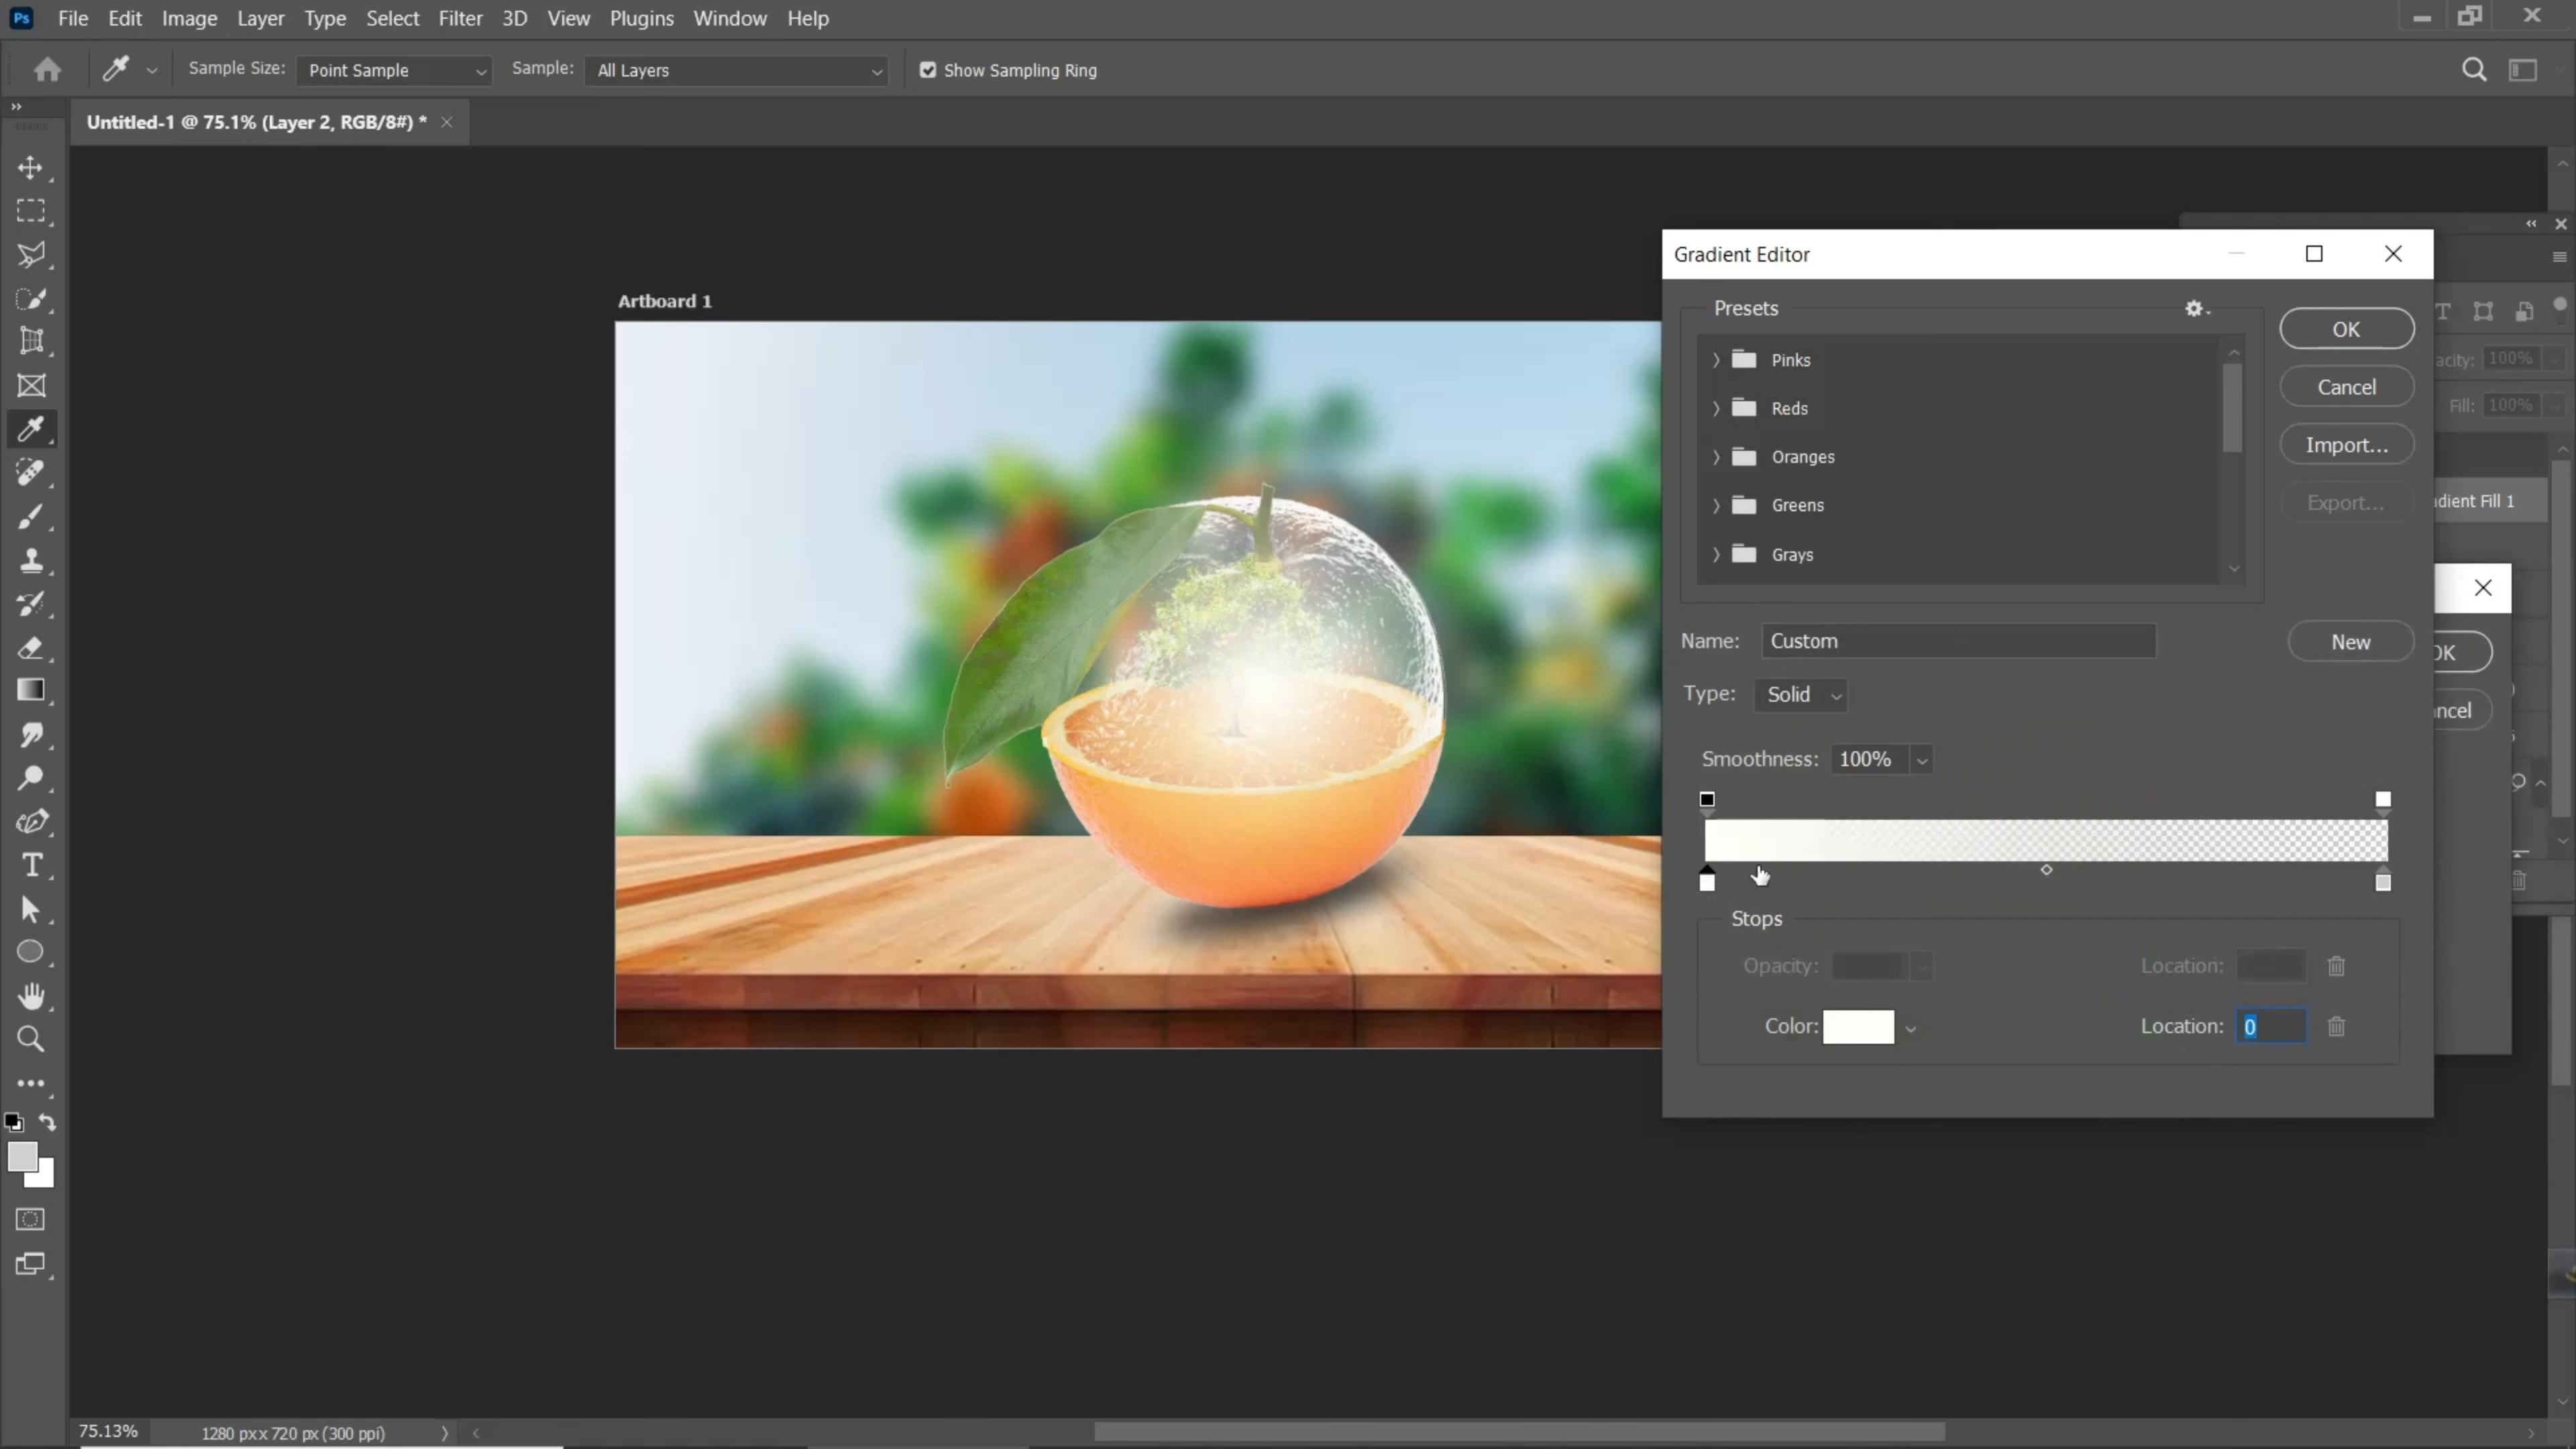 Ps File Edit Image Layer Type Select Filter 3D View Plugins Window Help
Sample Size: Point Sample Sample: All Layers Show Sampling Ring
Untitled-1 @ 75.1% (Layer 2, RGB/8#) *
Artboard 1
Gradient Editor
Presets
Pinks
Reds
Oranges
Greens
Grays
OK
Cancel
Import...
Export...
acity: 100%
Fill: 100%
dient Fill 1
Name: Custom
New
Type: Solid
OK
ncel
Smoothness: 100%
Stops
Opacity: Location:
Color: Location: 0
75.13% 1280 px x 720 px (300 ppi)